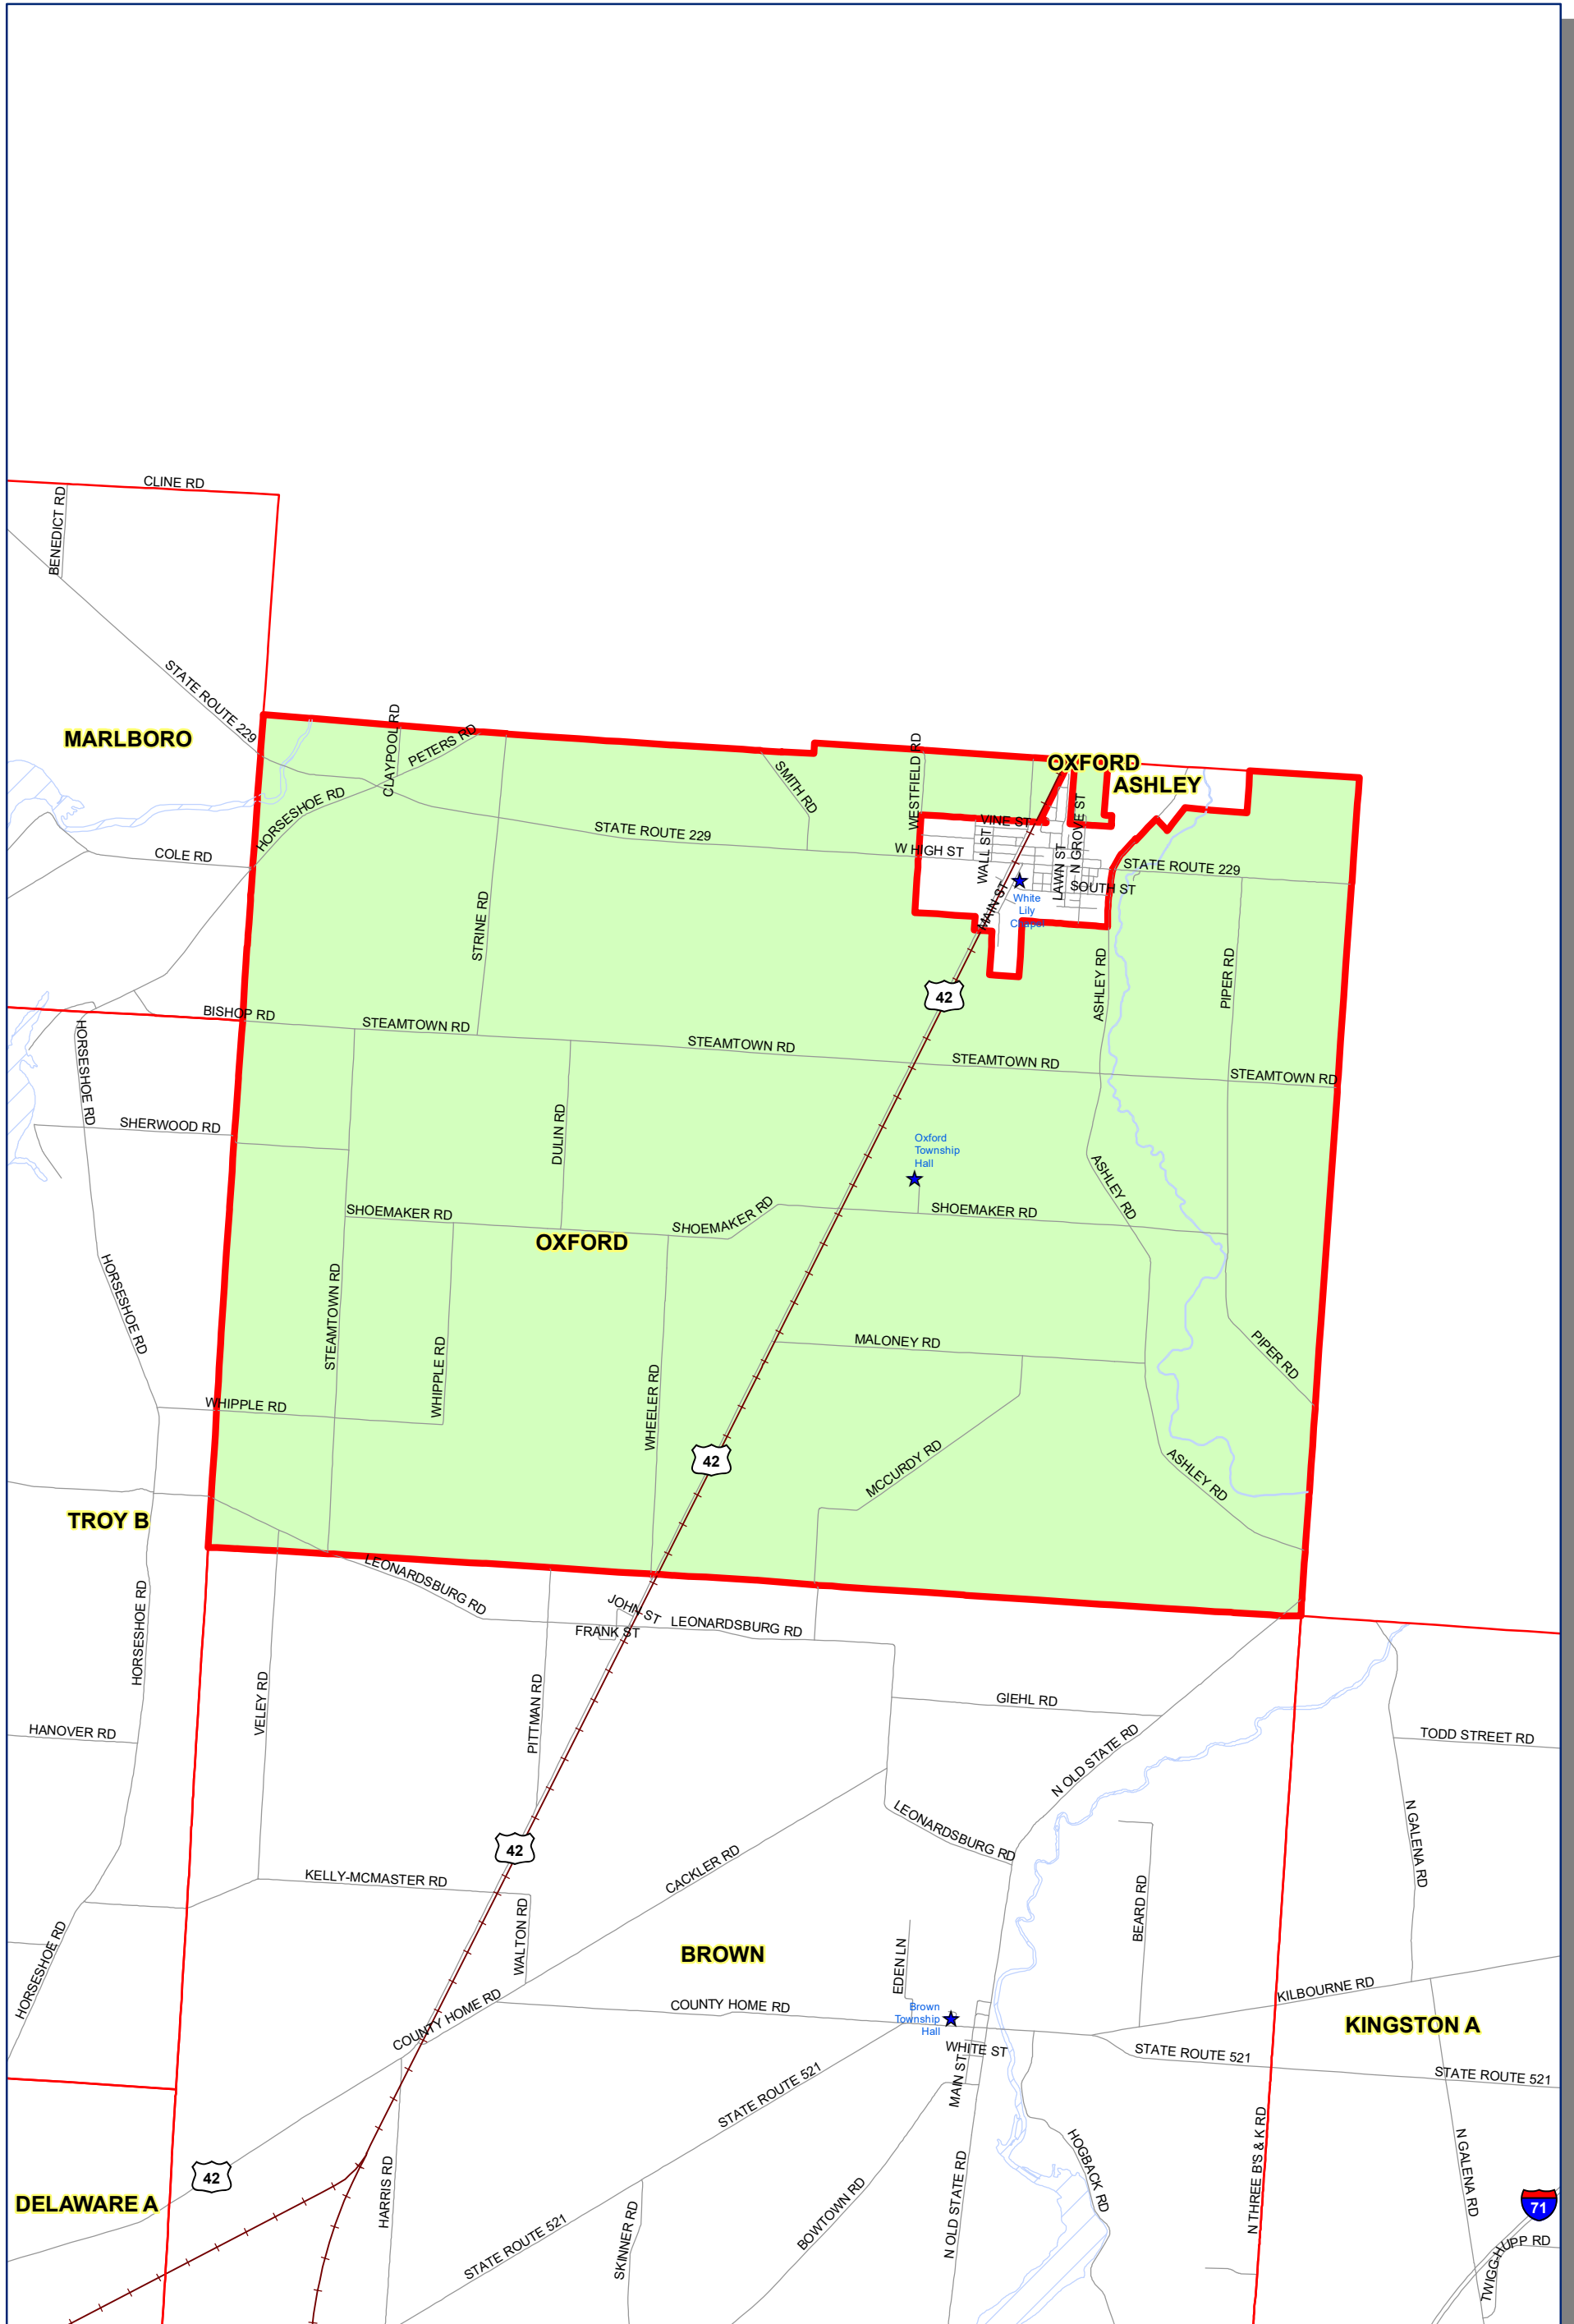 CLINE RD
BENEDICT RD
STATE ROUTE 229
MARLBORO
CLAYPOOL RD
PETERS RD
WESTFIELD RD
OXFORD
ASHLEY
SMITH RD
HORSESHOE RD
VINE ST
STATE ROUTE 229
N GROVE ST
WALL ST
W HIGH ST
LAWN ST
COLE RD
STATE ROUTE 229
SOUTH ST
MAIN ST
White
Lily
Chapel
STRINE RD
ASHLEY RD
PIPER RD
42
BISHOP RD
STEAMTOWN RD
STEAMTOWN RD
STEAMTOWN RD
STEAMTOWN RD
HORSESHOE RD
SHERWOOD RD
DULIN RD
Oxford
Township
Hall
ASHLEY RD
SHOEMAKER RD
SHOEMAKER RD
SHOEMAKER RD
OXFORD
HORSESHOE RD
STEAMTOWN RD
WHIPPLE RD
MALONEY RD
PIPER RD
WHEELER RD
WHIPPLE RD
42
MCCURDY RD
ASHLEY RD
TROY B
LEONARDSBURG RD
JOHN ST
FRANK ST
LEONARDSBURG RD
HORSESHOE RD
VELEY RD
PITTMAN RD
GIEHL RD
HANOVER RD
N OLD STATE RD
TODD STREET RD
N GALENA RD
LEONARDSBURG RD
42
KELLY-MCMASTER RD
CACKLER RD
WALTON RD
BEARD RD
HORSESHOE RD
BROWN
EDEN LN
KILBOURNE RD
COUNTY HOME RD
COUNTY HOME RD
Brown
Township
Hall
KINGSTON A
WHITE ST
STATE ROUTE 521
STATE ROUTE 521
MAIN ST
STATE ROUTE 521
HOGBACK RD
N THREE B'S & K RD
N GALENA RD
42
DELAWARE A
HARRIS RD
BOWTOWN RD
N OLD STATE RD
SKINNER RD
STATE ROUTE 521
71
TWIGG-HUPP RD